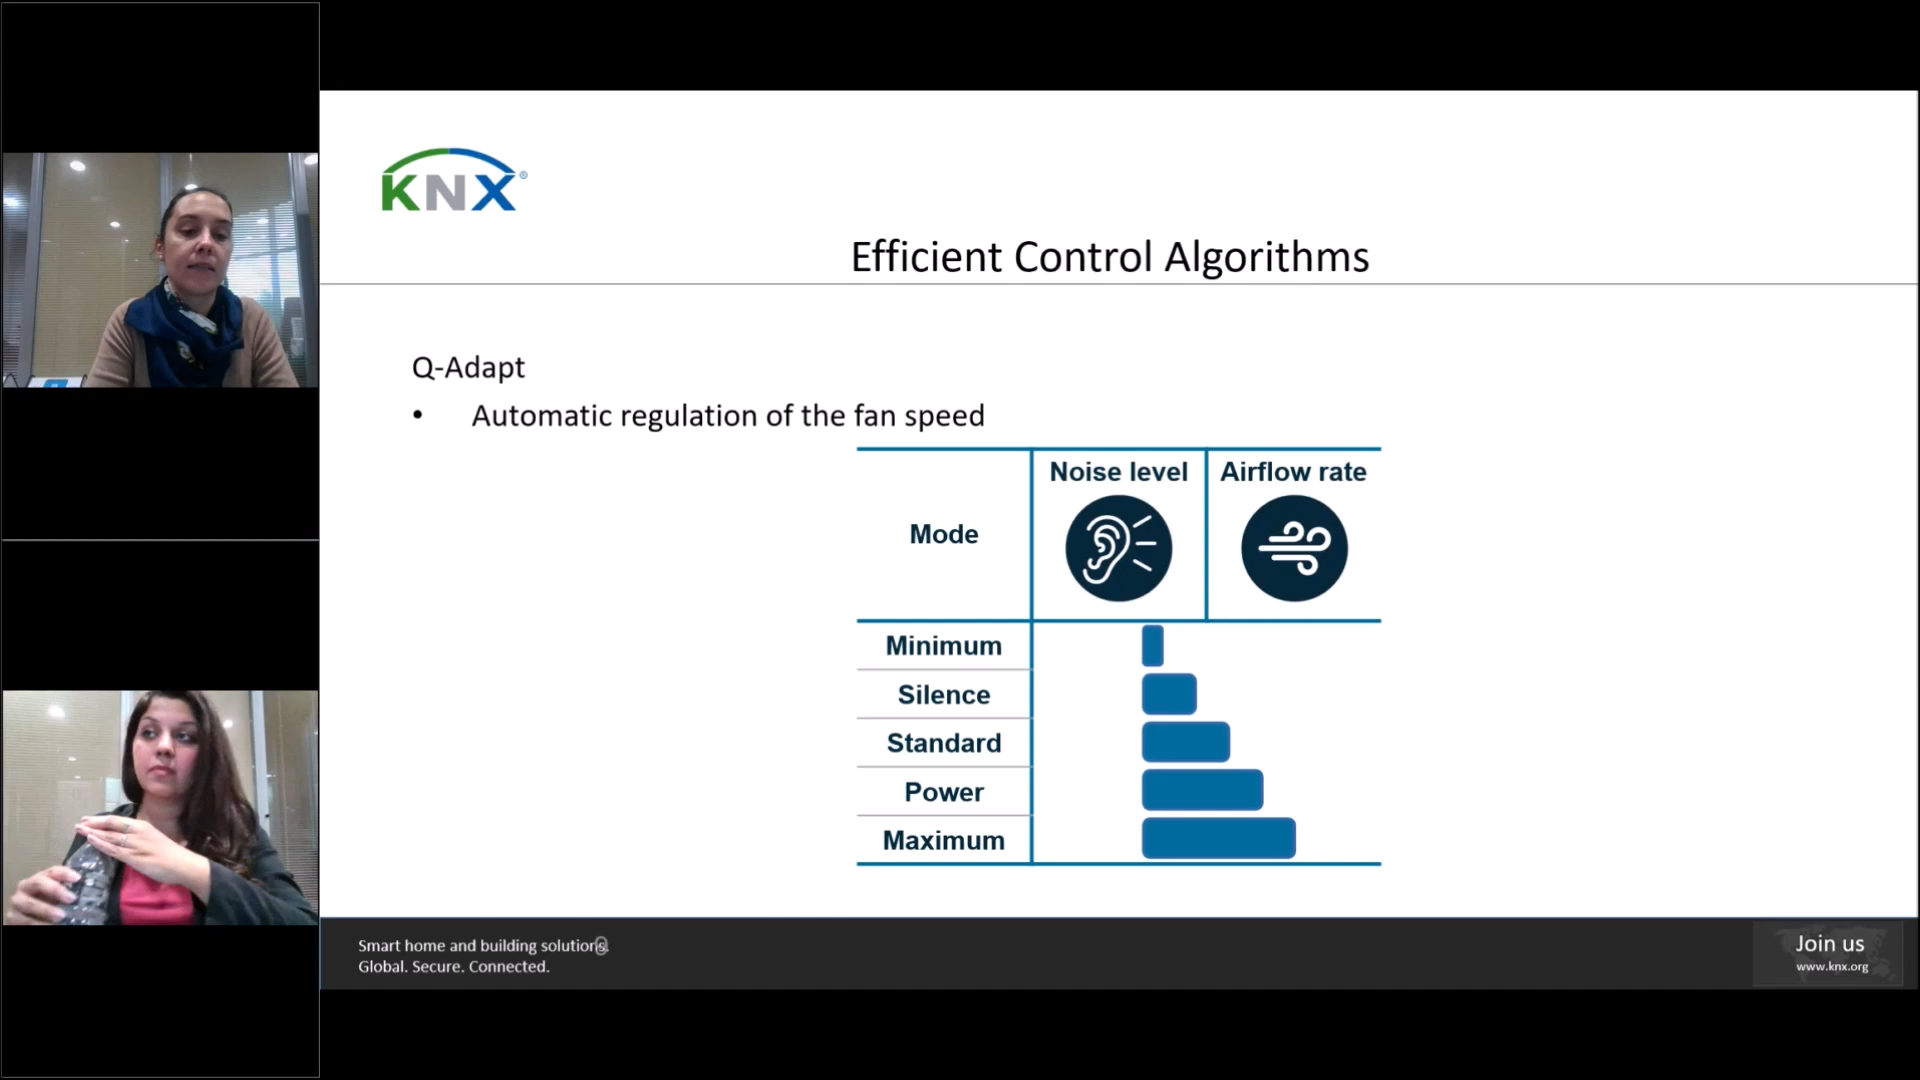 KNX®
Efficient Control Algorithms
Q-Adapt
• Automatic regulation of the fan speed
Mode
Noise level
Airflow rate
Minimum
Silence
Standard
Power
Maximum
Smart home and building solutions.
Global. Secure. Connected.
Join us
www.knx.org